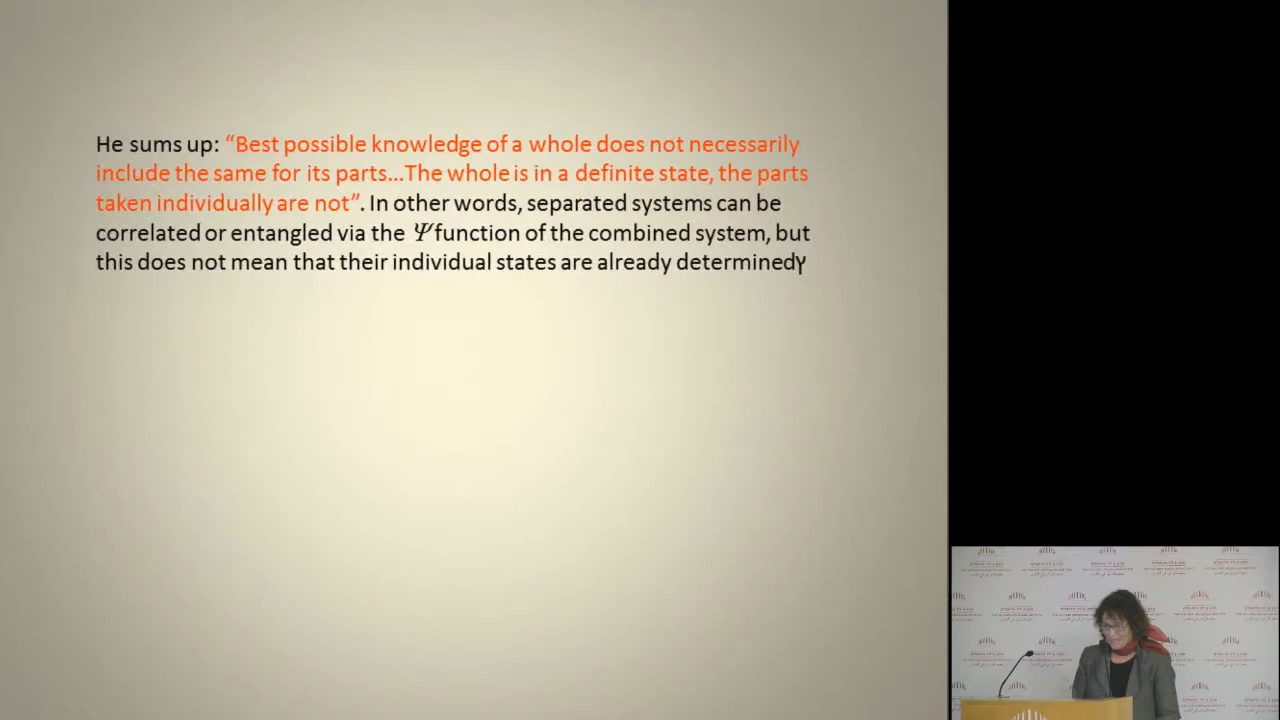 He sums up: “Best possible knowledge of a whole does not necessarily
include the same for its parts...The whole is in a definite state, the parts
taken individually are not”. In other words, separated systems can be
correlated or entangled via the Ψ function of the combined system, but
this does not mean that their individual states are already determinedγ